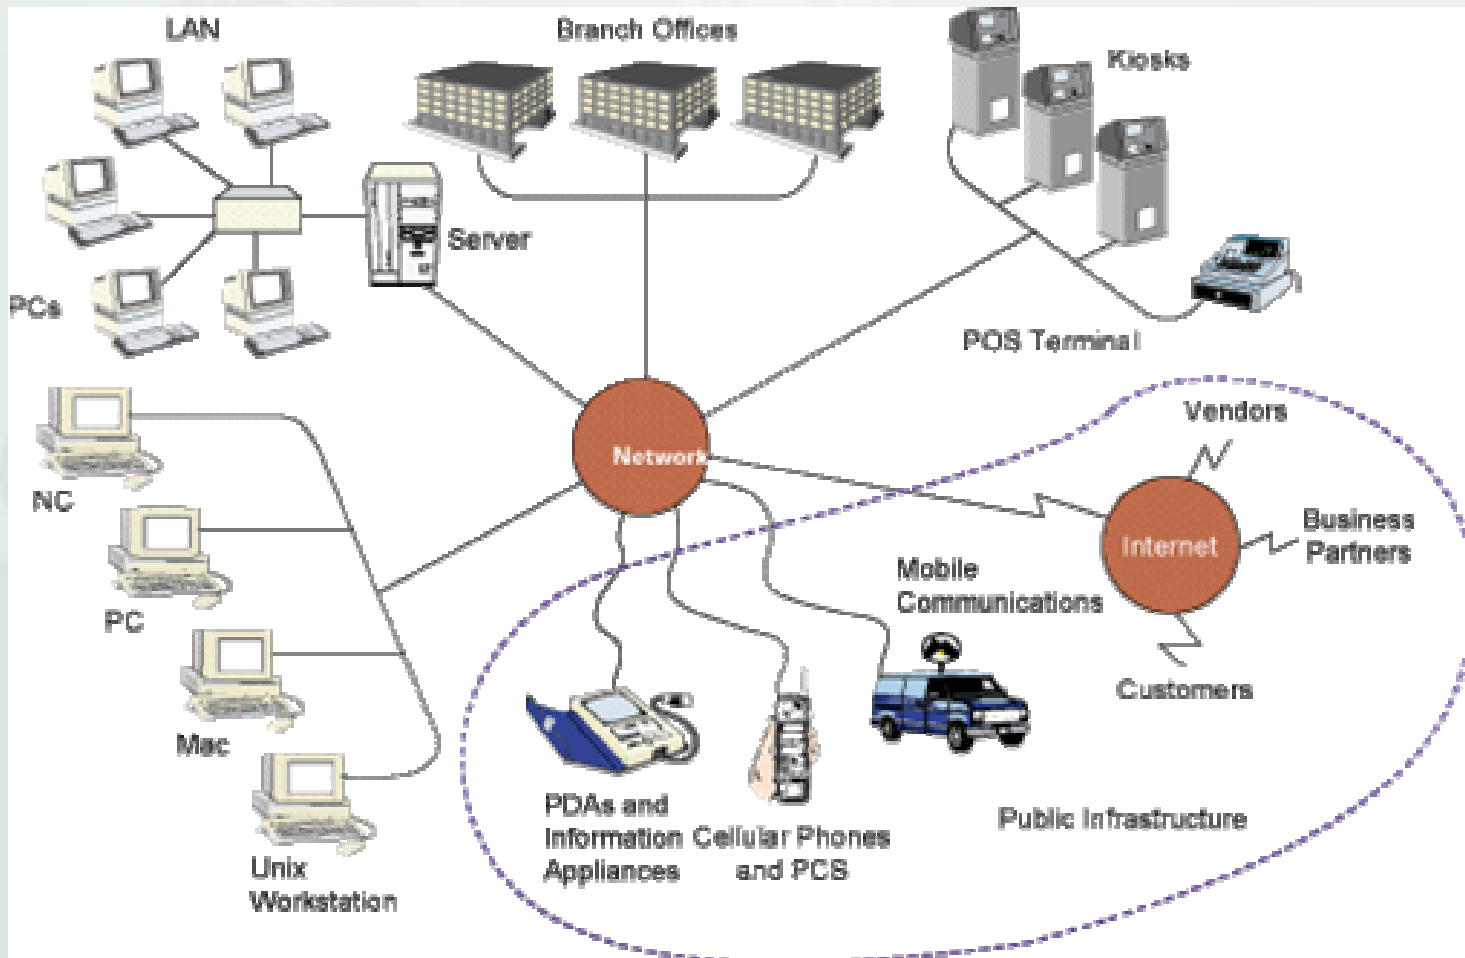 LAN
Branch Offices
Kiosks
Server
PCs
POS Terminal
Network
Vendors
NC
Internet
Business
Partners
Mobile
Communications
PC
Customers
Mac
PDAs and
Information
Appliances
Cellular Phones
and PCS
Public Infrastructure
Unix
Workstation